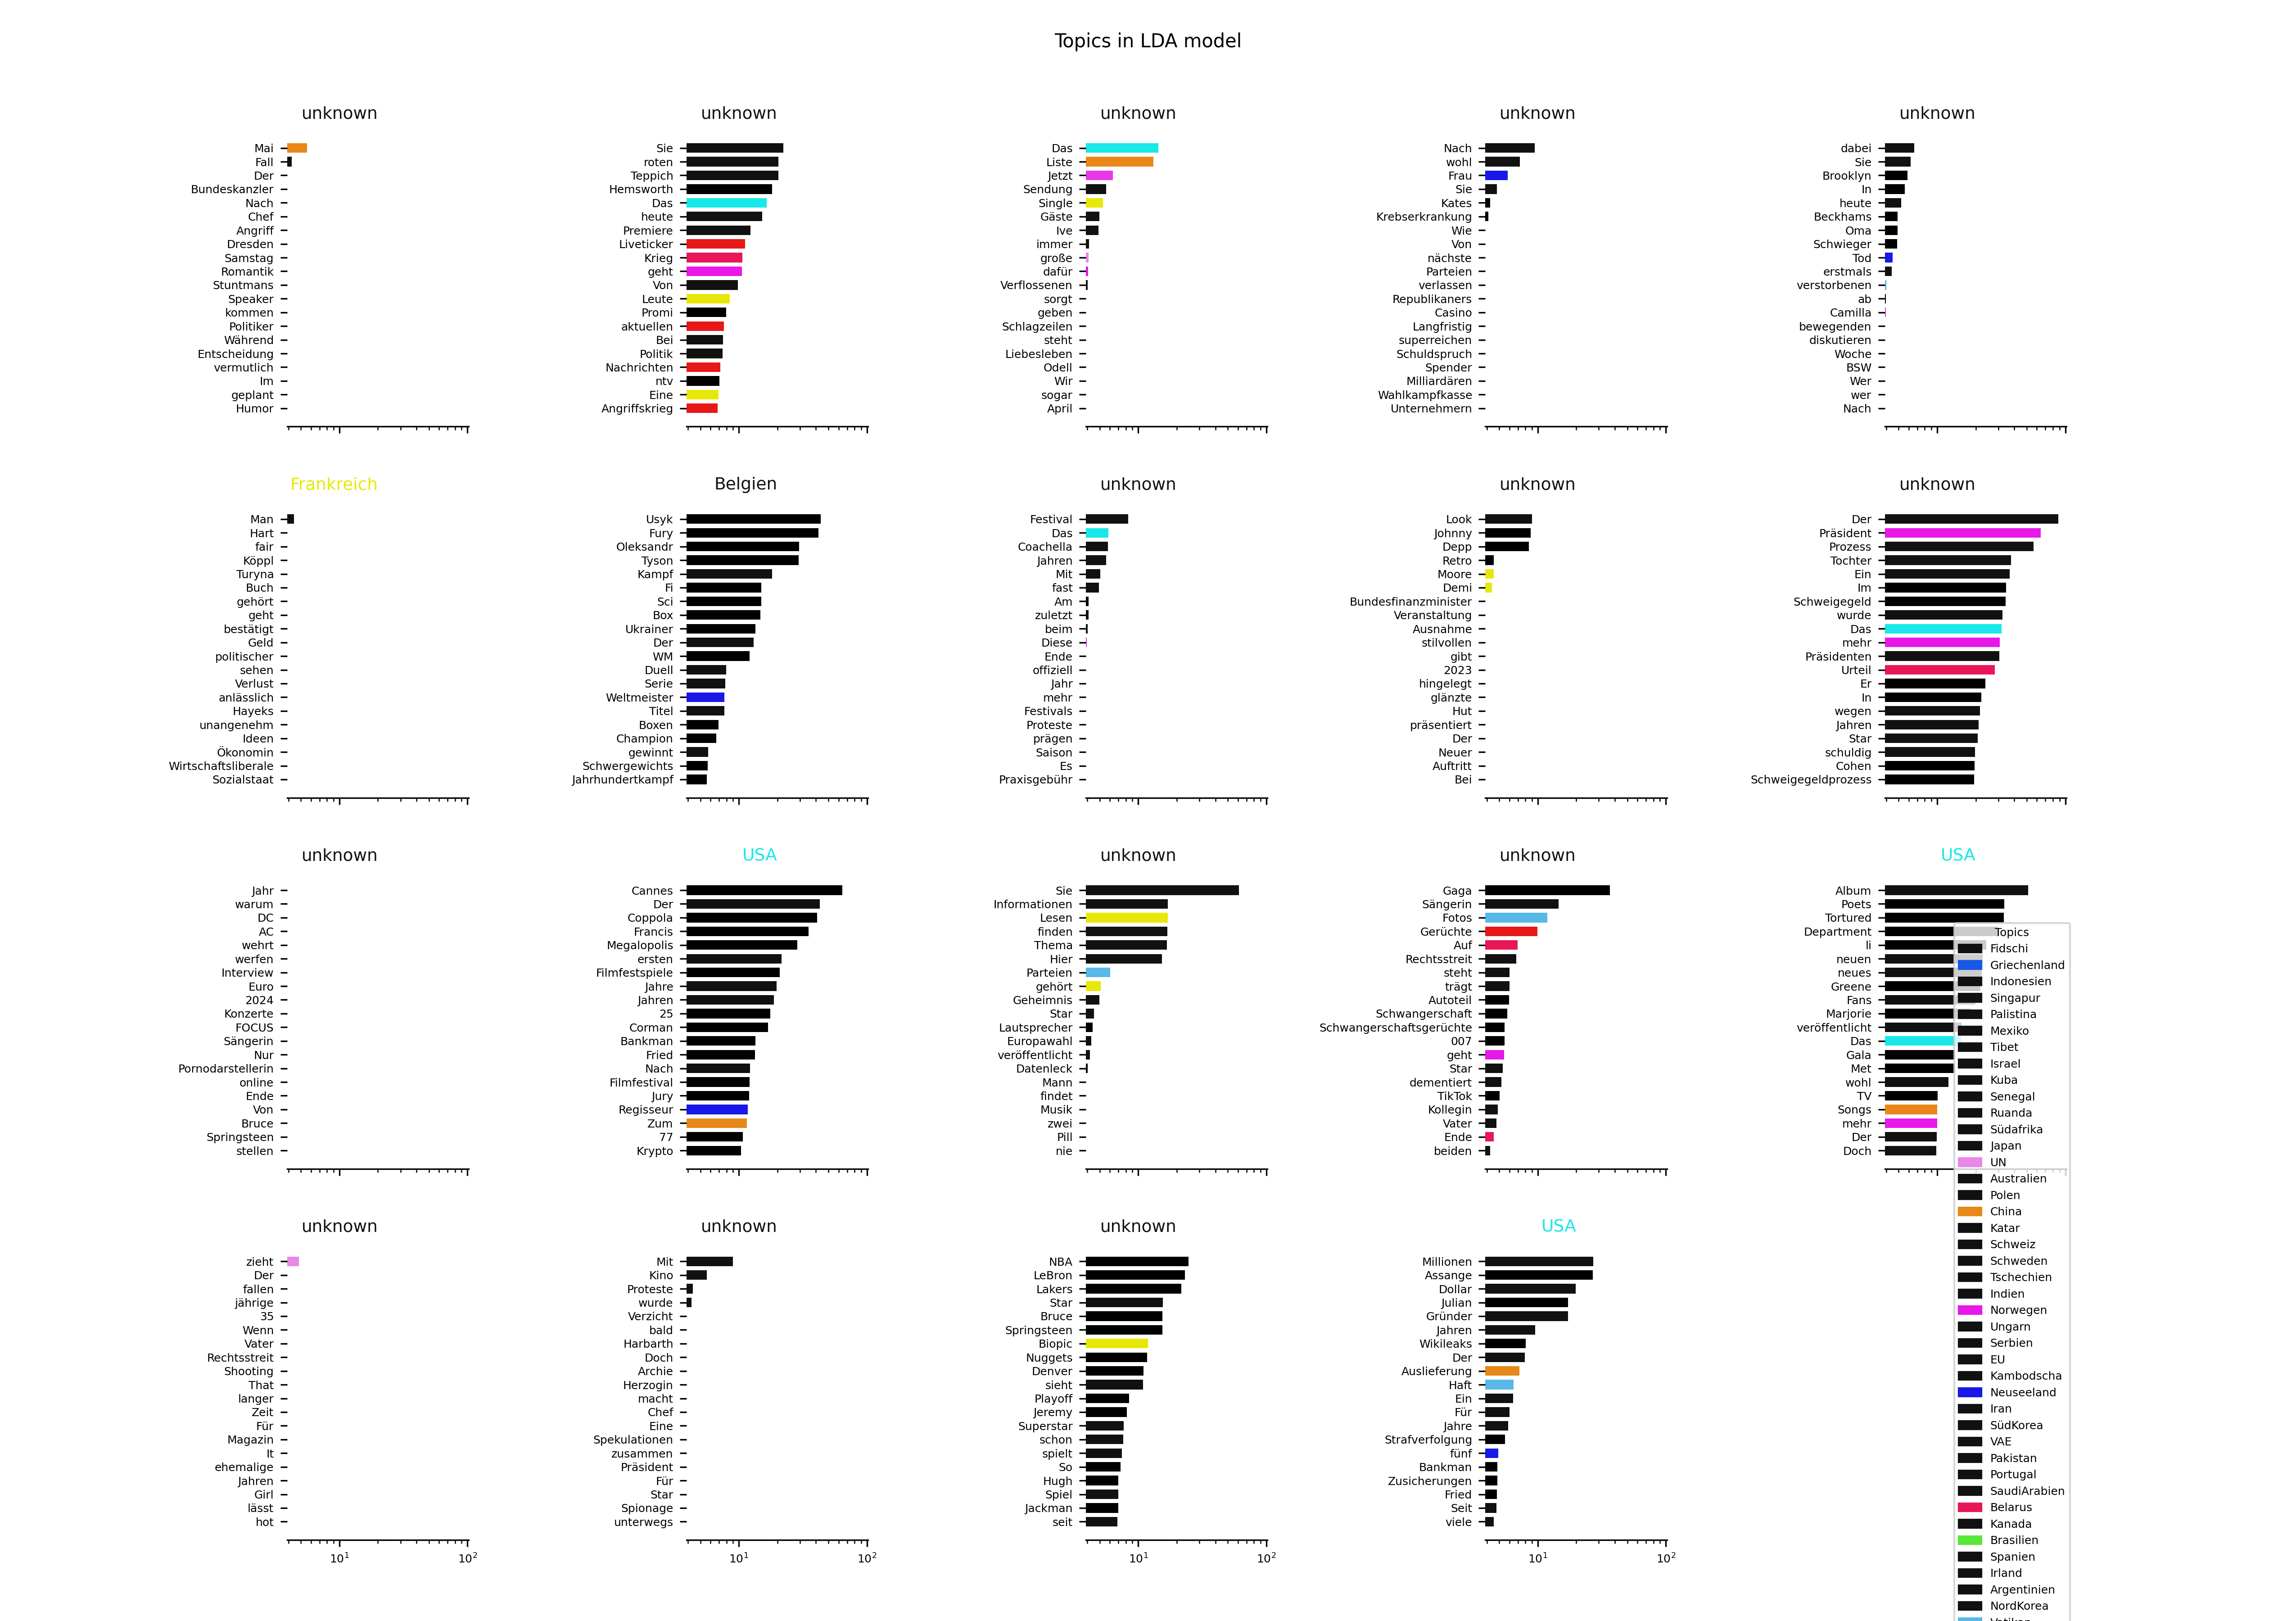 Topics in LDA model
unknown
Mai
Fall
Der
Bundeskanzler
Nach
Chef
Angriff
Dresden
Samstag
Romantik
Stuntmans
Speaker
kommen
Politiker
Während
Entscheidung
vermutlich
Im
geplant
Humor
unknown
Sie
roten
Teppich
Hemsworth
Das
heute
Premiere
Liveticker
Krieg
geht
Von
Leute
Promi
aktuellen
Bei
Politik
Nachrichten
ntv
Eine
Angriffskrieg
unknown
Das
Liste
Jetzt
Sendung
Single
Gäste
Ive
immer
große
dafür
Verflossenen
sorgt
geben
Schlagzeilen
steht
Liebesleben
Odell
Wir
sogar
April
unknown
Nach
wohl
Frau
Sie
Kates
Krebserkrankung
Wie
Von
nächste
Parteien
verlassen
Republikaners
Casino
Langfristig
superreichen
Schuldspruch
Spender
Milliardären
Wahlkampfkasse
Unternehmern
unknown
dabei
Sie
Brooklyn
In
heute
Beckhams
Oma
Schwieger
Tod
erstmals
verstorbenen
ab
Camilla
bewegenden
diskutieren
Woche
BSW
Wer
wer
Nach
Frankreich
Man
Hart
fair
Köppl
Turyna
Buch
gehört
geht
bestätigt
Geld
politischer
sehen
Verlust
anlässlich
Hayeks
unangenehm
Ideen
Ökonomin
Wirtschaftsliberale
Sozialstaat
Belgien
Usyk
Fury
Oleksandr
Tyson
Kampf
Fi
Sci
Box
Ukrainer
Der
WM
Duell
Serie
Weltmeister
Titel
Boxen
Champion
gewinnt
Schwergewichts
Jahrhundertkampf
unknown
Festival
Das
Coachella
Jahren
Mit
fast
Am
zuletzt
beim
Diese
Ende
offiziell
Jahr
mehr
Festivals
Proteste
prägen
Saison
Es
Praxisgebühr
unknown
Look
Johnny
Depp
Retro
Moore
Demi
Bundesfinanzminister
Veranstaltung
Ausnahme
stilvollen
gibt
2023
hingelegt
glänzte
Hut
präsentiert
Der
Neuer
Auftritt
Bei
unknown
Der
Präsident
Prozess
Tochter
Ein
Im
Schweigegeld
wurde
Das
mehr
Präsidenten
Urteil
Er
In
wegen
Jahren
Star
schuldig
Cohen
Schweigegeldprozess
unknown
Jahr
warum
DC
AC
wehrt
werfen
Interview
Euro
2024
Konzerte
FOCUS
Sängerin
Nur
Pornodarstellerin
online
Ende
Von
Bruce
Springsteen
stellen
USA
Cannes
Der
Coppola
Francis
Megalopolis
ersten
Filmfestspiele
Jahre
Jahren
25
Corman
Bankman
Fried
Nach
Filmfestival
Jury
Regisseur
Zum
77
Krypto
unknown
Sie
Informationen
Lesen
finden
Thema
Hier
Parteien
gehört
Geheimnis
Star
Lautsprecher
Europawahl
veröffentlicht
Datenleck
Mann
findet
Musik
zwei
Pill
nie
unknown
Gaga
Sängerin
Fotos
Gerüchte
Auf
Rechtsstreit
steht
trägt
Autoteil
Schwangerschaft
Schwangerschaftsgerüchte
007
geht
Star
dementiert
TikTok
Kollegin
Vater
Ende
beiden
USA
Album
Poets
Tortured
Department
li
neuen
neues
Greene
Fans
Marjorie
veröffentlicht
Das
Gala
Met
wohl
TV
Songs
mehr
Der
Doch
unknown
zieht
Der
fallen
jährige
35
Wenn
Vater
Rechtsstreit
Shooting
That
langer
Zeit
Für
Magazin
It
ehemalige
Jahren
Girl
lässt
hot
10¹ 10²
unknown
Mit
Kino
Proteste
wurde
Verzicht
bald
Harbarth
Doch
Archie
Herzogin
macht
Chef
Eine
Spekulationen
zusammen
Präsident
Für
Star
Spionage
unterwegs
10¹ 10²
unknown
NBA
LeBron
Lakers
Star
Bruce
Springsteen
Biopic
Nuggets
Denver
sieht
Playoff
Jeremy
Superstar
schon
spielt
So
Hugh
Spiel
Jackman
seit
10¹ 10²
USA
Millionen
Assange
Dollar
Julian
Gründer
Jahren
Wikileaks
Der
Auslieferung
Haft
Ein
Für
Jahre
Strafverfolgung
fünf
Bankman
Zusicherungen
Fried
Seit
viele
10¹ 10²
Topics
Fidschi
Griechenland
Indonesien
Singapur
Palistina
Mexiko
Tibet
Israel
Kuba
Senegal
Ruanda
Südafrika
Japan
UN
Australien
Polen
China
Katar
Schweiz
Schweden
Tschechien
Indien
Norwegen
Ungarn
Serbien
EU
Kambodscha
Neuseeland
Iran
SüdKorea
VAE
Pakistan
Portugal
SaudiArabien
Belarus
Kanada
Brasilien
Spanien
Irland
Argentinien
NordKorea